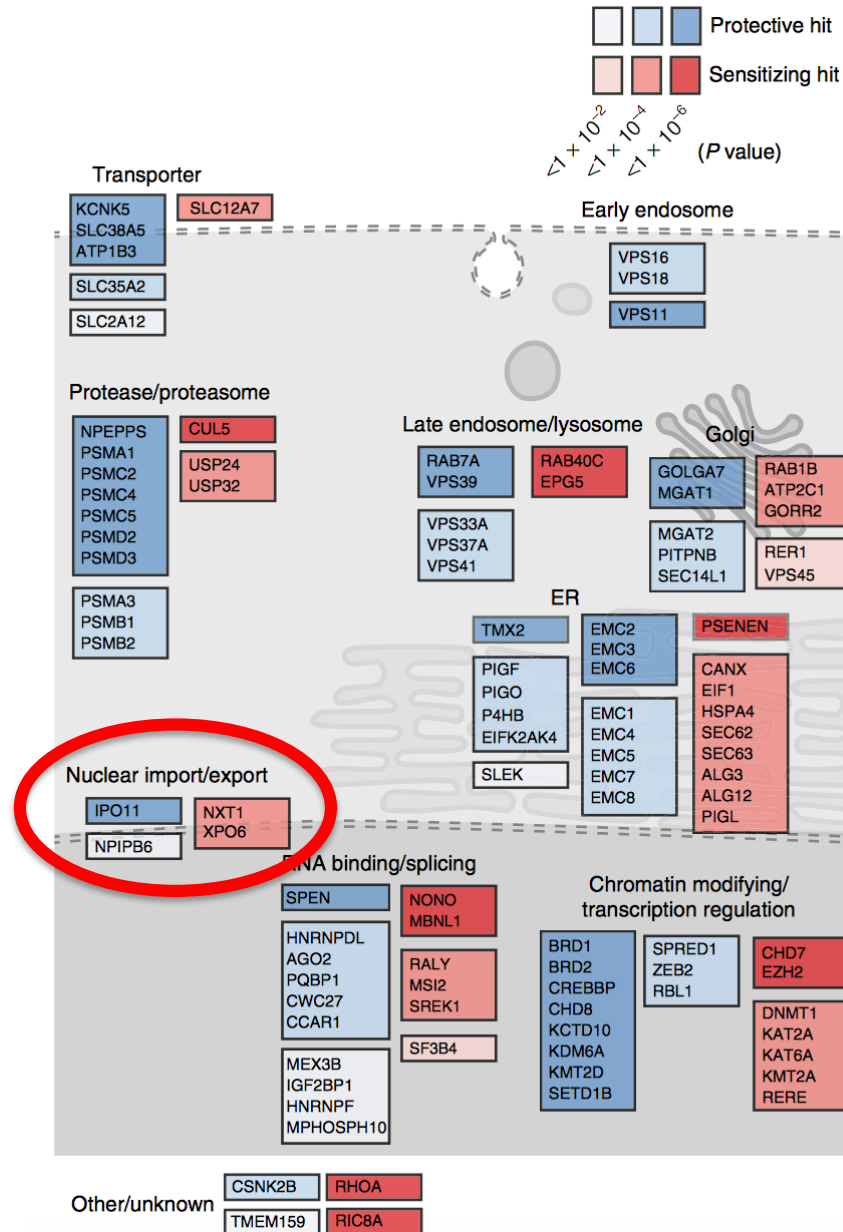 Protective hit
Sensitizing hit
<1 × 10⁻² <1 × 10⁻⁴ <1 × 10⁻⁶
(P value)
Transporter
KCNK5
SLC38A5
ATP1B3
SLC12A7
SLC35A2
SLC2A12
Early endosome
VPS16
VPS18
VPS11
Protease/proteasome
NPEPPS
PSMA1
PSMC2
PSMC4
PSMC5
PSMD2
PSMD3
CUL5
USP24
USP32
PSMA3
PSMB1
PSMB2
Late endosome/lysosome
RAB7A
VPS39
RAB40C
EPG5
VPS33A
VPS37A
VPS41
Golgi
GOLGA7
MGAT1
RAB1B
ATP2C1
GORR2
MGAT2
PITPNB
SEC14L1
RER1
VPS45
ER
TMX2
EMC2
EMC3
EMC6
PSENEN
PIGF
PIGO
P4HB
EIFK2AK4
SLEK
EMC1
EMC4
EMC5
EMC7
EMC8
CANX
EIF1
HSPA4
SEC62
SEC63
ALG3
ALG12
PIGL
Nuclear import/export
IPO11
NPIPB6
NXT1
XPO6
RNA binding/splicing
SPEN
NONO
MBNL1
HNRNPDL
AGO2
PQBP1
CWC27
CCAR1
RALY
MSI2
SREK1
SF3B4
MEX3B
IGF2BP1
HNRNPF
MPHOSPH10
Chromatin modifying/
transcription regulation
BRD1
BRD2
CREBBP
CHD8
KCTD10
KDM6A
KMT2D
SETD1B
SPRED1
ZEB2
RBL1
CHD7
EZH2
DNMT1
KAT2A
KAT6A
KMT2A
RERE
Other/unknown
CSNK2B
RHOA
TMEM159
RIC8A